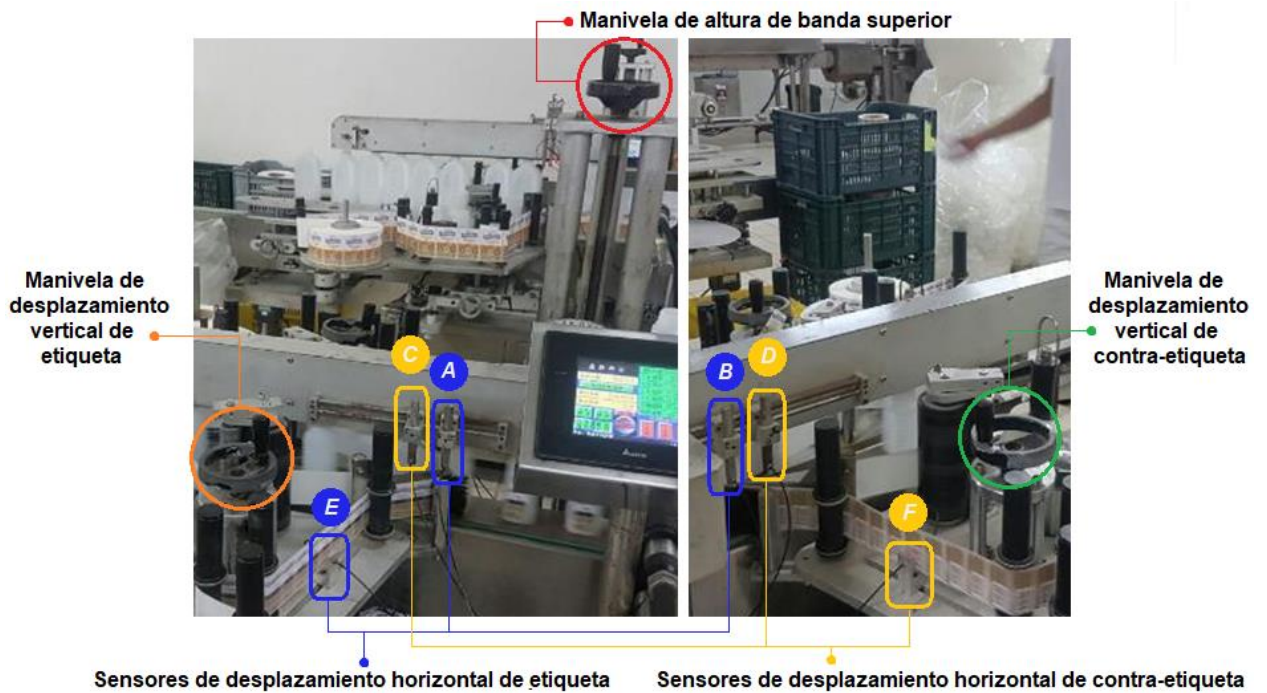 Manivela de altura de banda superior
Manivela de
desplazamiento
vertical de
etiqueta
Manivela de
desplazamiento
vertical de
contra-etiqueta
C
A
B
D
E
F
Sensores de desplazamiento horizontal de etiqueta
Sensores de desplazamiento horizontal de contra-etiqueta